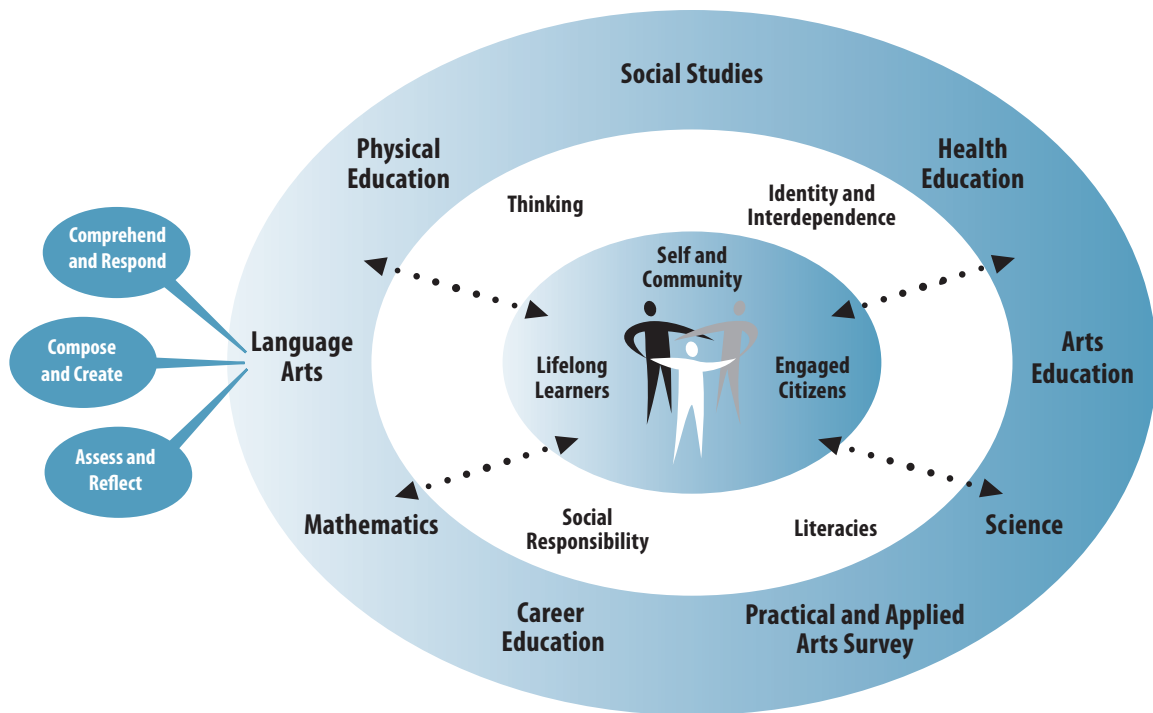 Social Studies
Physical
Education
Health
Education
Thinking
Identity and
Interdependence
Comprehend
and Respond
Self and
Community
Language
Arts
Compose
and Create
Lifelong
Learners
Engaged
Citizens
Arts
Education
Assess and
Reflect
Mathematics
Social
Responsibility
Literacies
Science
Career
Education
Practical and Applied
Arts Survey